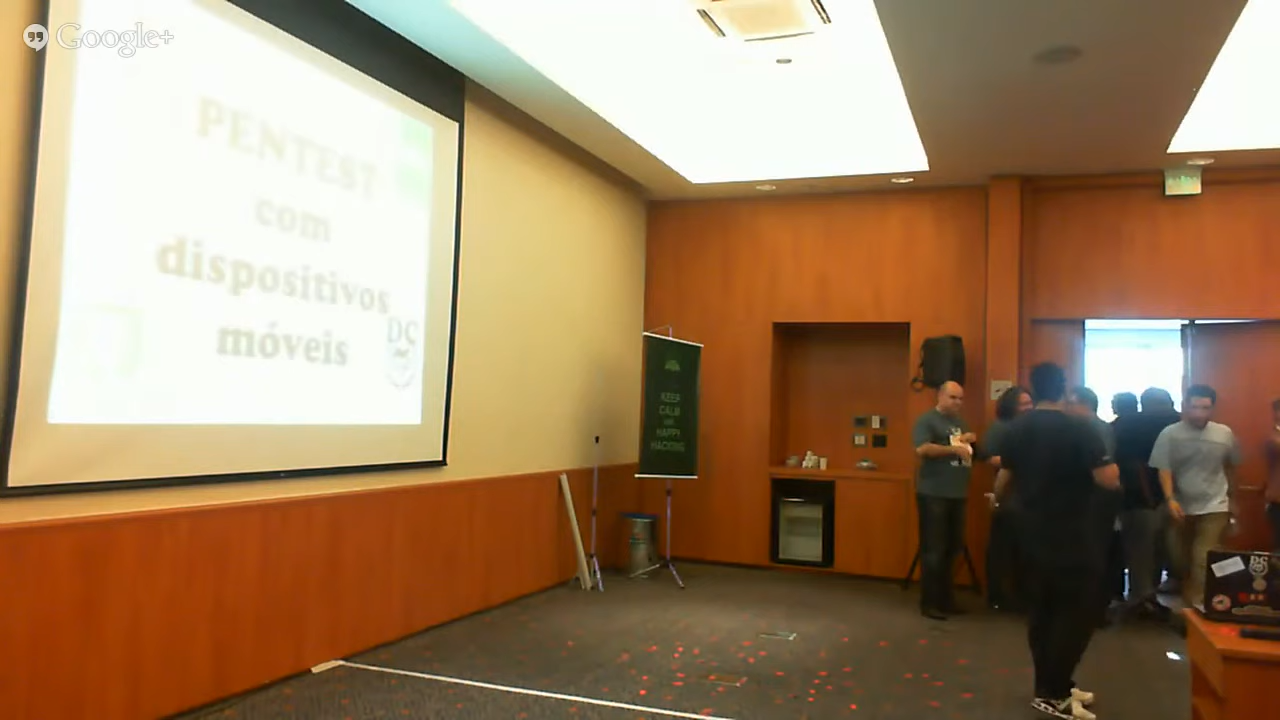 Google+
PENTEST
com
dispositivos
móveis
DC
KEEP
CALM
AND
HAPPY
HACKING